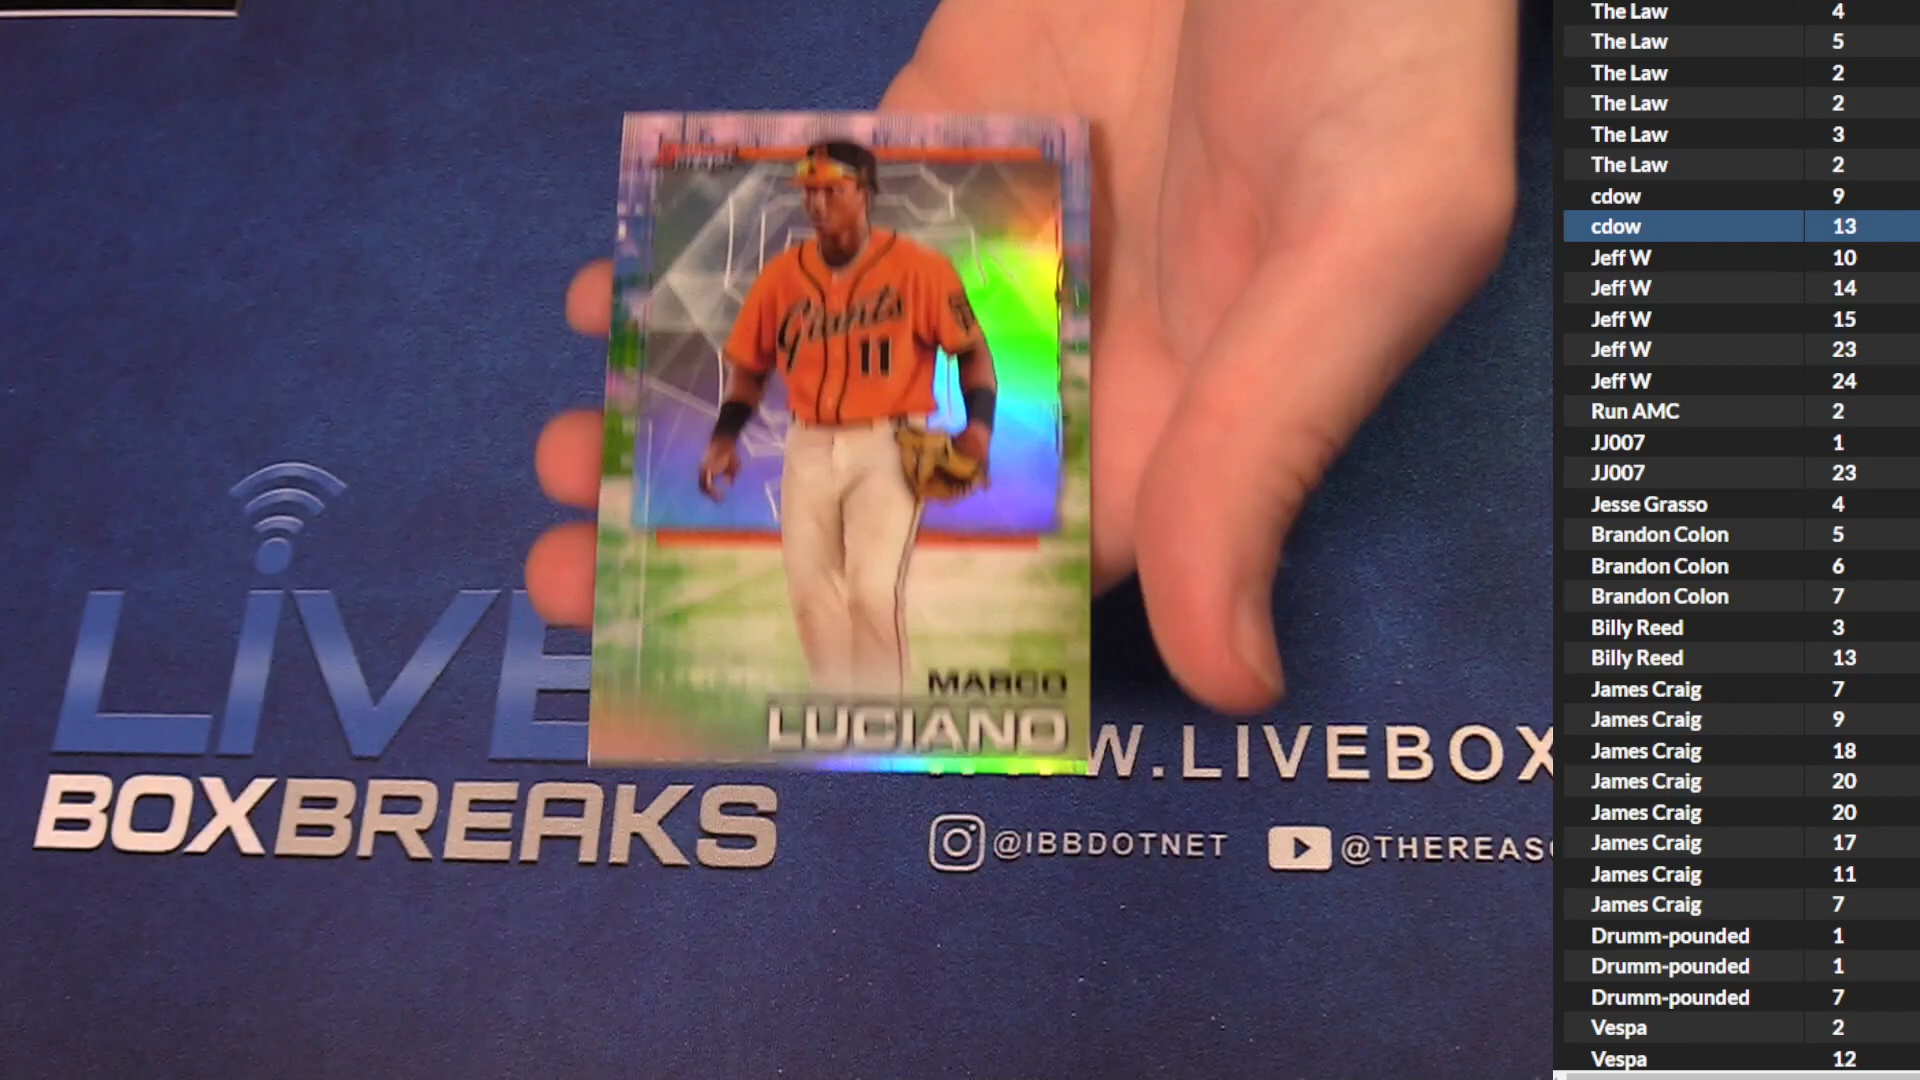 Giants
11
MARCO
LUCIANO
LIVE
BOXBREAKS
W.LIVEBOX
@IBBDOTNET
@THEREAS
The Law 4
The Law 5
The Law 2
The Law 2
The Law 3
The Law 2
cdow 9
cdow 13
Jeff W 10
Jeff W 14
Jeff W 15
Jeff W 23
Jeff W 24
Run AMC 2
JJ007 1
JJ007 23
Jesse Grasso 4
Brandon Colon 5
Brandon Colon 6
Brandon Colon 7
Billy Reed 3
Billy Reed 13
James Craig 7
James Craig 9
James Craig 18
James Craig 20
James Craig 20
James Craig 17
James Craig 11
James Craig 7
Drumm-pounded 1
Drumm-pounded 1
Drumm-pounded 7
Vespa 2
Vespa 12